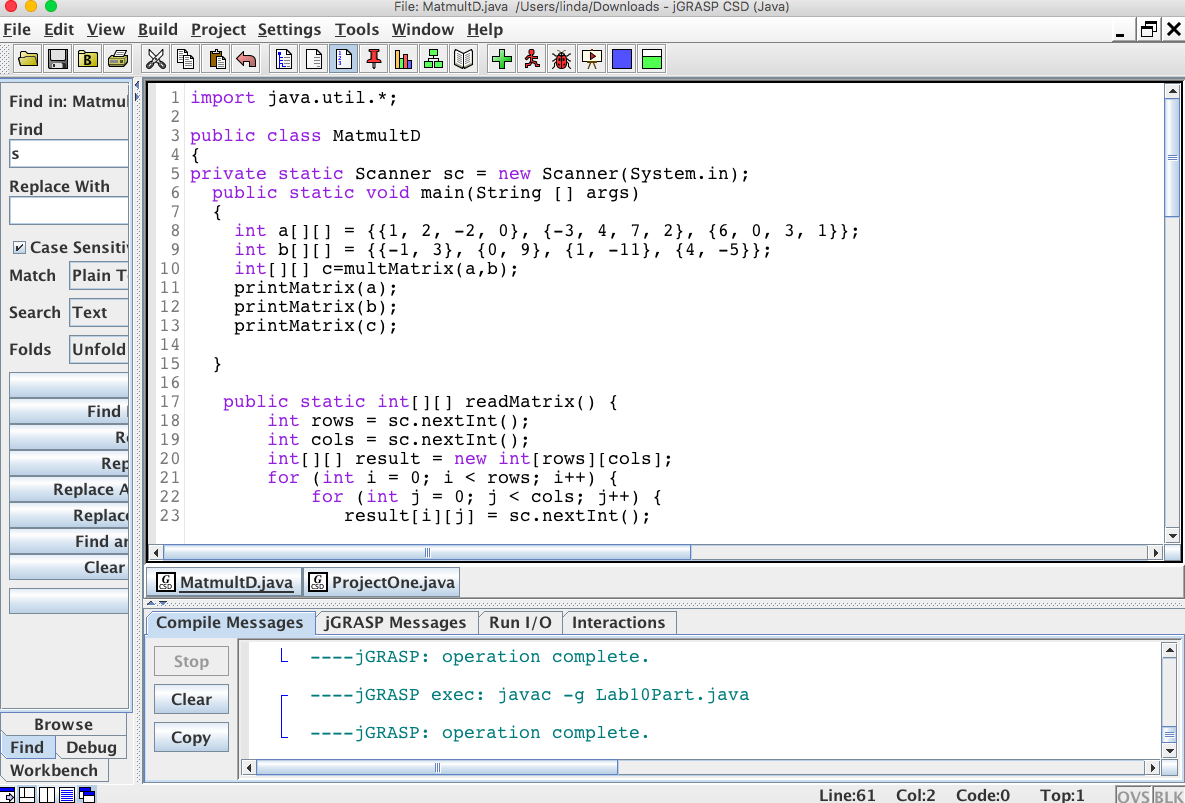 File: MatmultD.java  /Users/linda/Downloads - jGRASP CSD (Java)
File Edit View Build Project Settings Tools Window Help
B
Find in: Matmul
Find
s
Replace With
Case Sensitiv
Match Plain T
Search Text
Folds Unfold
Find
R
Rep
Replace A
Replac
Find an
Clear
Browse
Find Debug
Workbench
1 import java.util.*;
2
3 public class MatmultD
4 {
5 private static Scanner sc = new Scanner(System.in);
6   public static void main(String [] args)
7   {
8     int a[][] = {{1, 2, -2, 0}, {-3, 4, 7, 2}, {6, 0, 3, 1}};
9     int b[][] = {{-1, 3}, {0, 9}, {1, -11}, {4, -5}};
10     int[][] c=multMatrix(a,b);
11     printMatrix(a);
12     printMatrix(b);
13     printMatrix(c);
14
15   }
16
17    public static int[][] readMatrix() {
18        int rows = sc.nextInt();
19        int cols = sc.nextInt();
20        int[][] result = new int[rows][cols];
21        for (int i = 0; i < rows; i++) {
22            for (int j = 0; j < cols; j++) {
23               result[i][j] = sc.nextInt();
G CSD MatmultD.java G CSD ProjectOne.java
Compile Messages jGRASP Messages Run I/O Interactions
Stop
Clear
Copy
----jGRASP: operation complete.
----jGRASP exec: javac -g Lab10Part.java
----jGRASP: operation complete.
Line:61 Col:2 Code:0 Top:1 OVS BLK